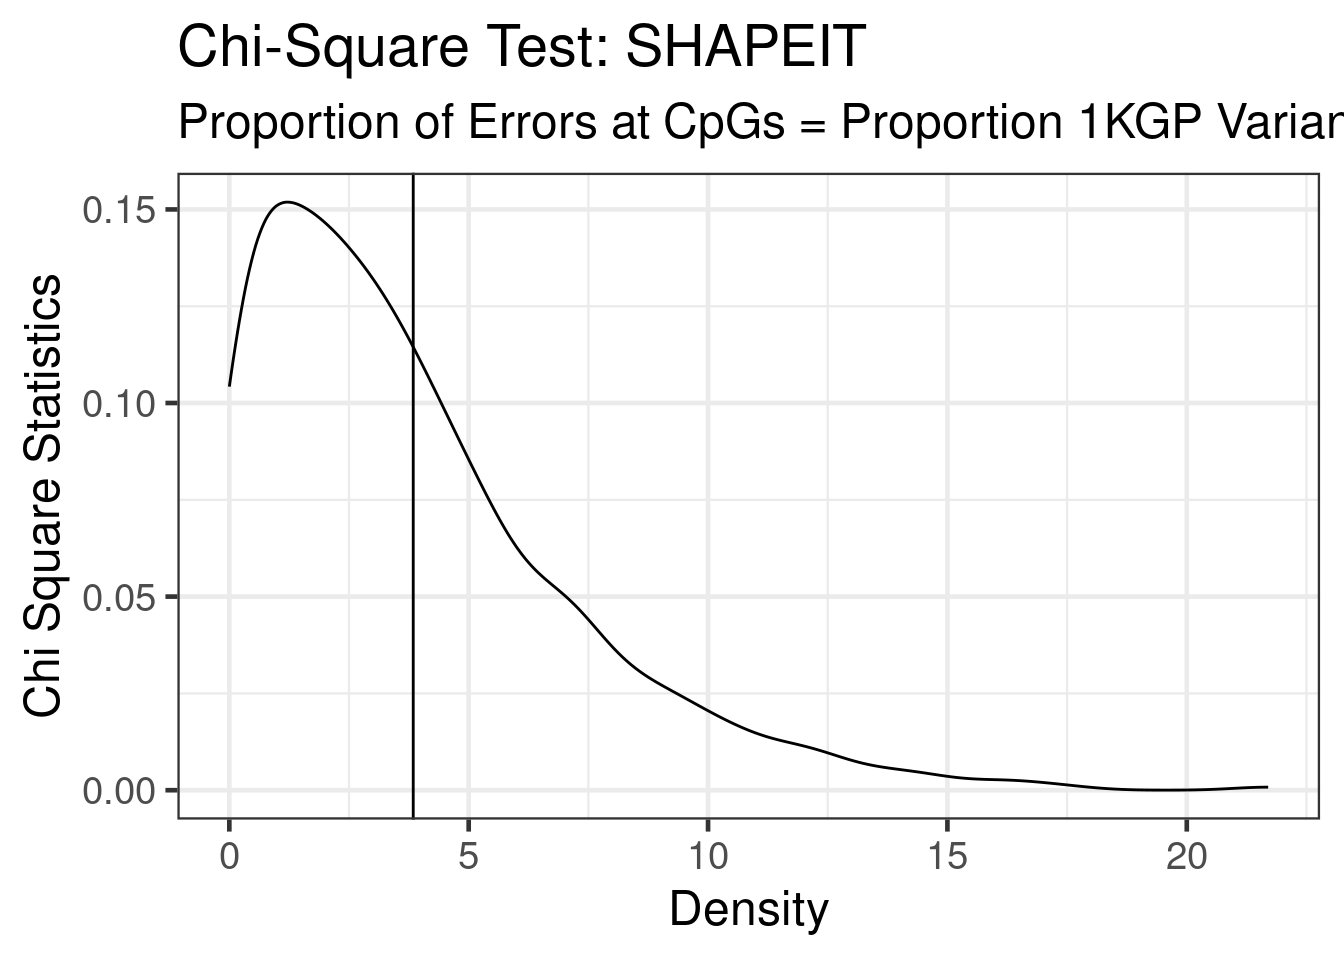 Chi-Square Test: SHAPEIT
Proportion of Errors at CpGs = Proportion 1KGP
0.15
0.10
0.05
0.00
Chi Square Statistics
0 5 10 15 20
Density